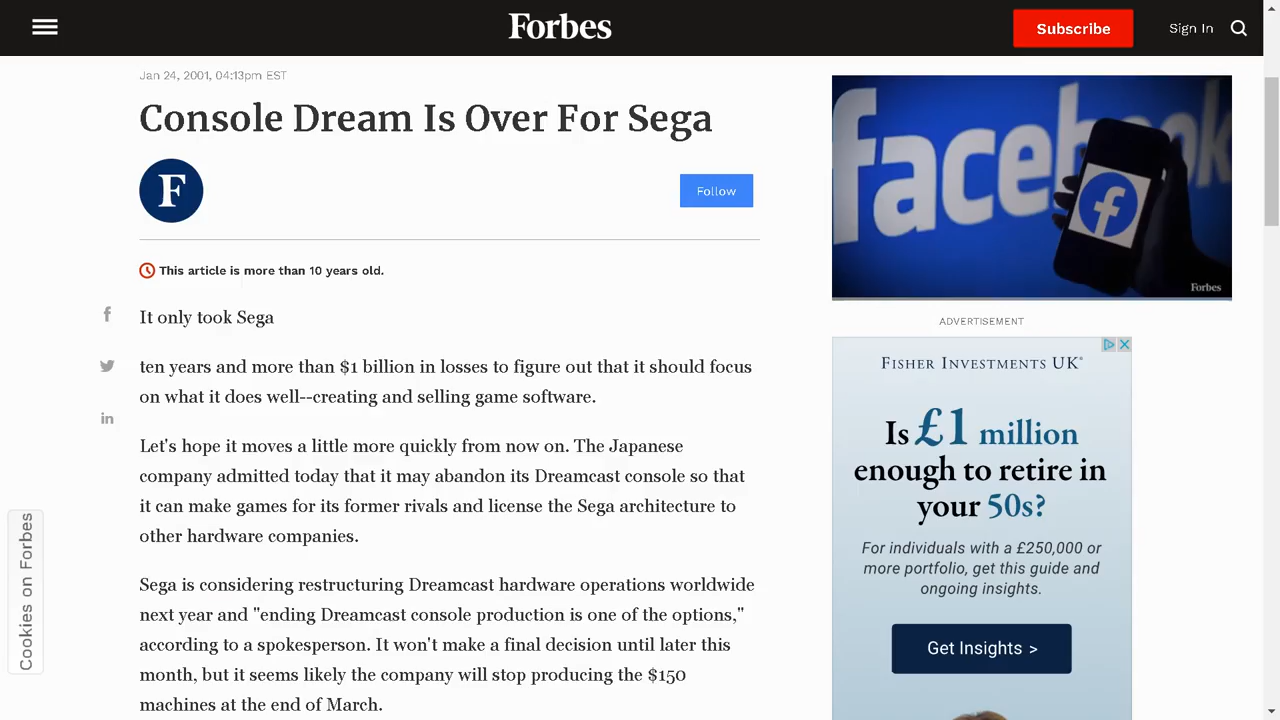 Forbes
Subscribe
Sign In
Jan 24, 2001, 04:13pm EST
Console Dream Is Over For Sega
F
Follow
This article is more than 10 years old.
It only took Sega
ten years and more than $1 billion in losses to figure out that it should focus
on what it does well--creating and selling game software.
Let's hope it moves a little more quickly from now on. The Japanese
company admitted today that it may abandon its Dreamcast console so that
it can make games for its former rivals and license the Sega architecture to
other hardware companies.
Sega is considering restructuring Dreamcast hardware operations worldwide
next year and "ending Dreamcast console production is one of the options,"
according to a spokesperson. It won't make a final decision until later this
month, but it seems likely the company will stop producing the $150
machines at the end of March.
Cookies on Forbes
facebook
f
Forbes
ADVERTISEMENT
FISHER INVESTMENTS UK®
Is £1 million
enough to retire in
your 50s?
For individuals with a £250,000 or
more portfolio, get this guide and
ongoing insights.
Get Insights >